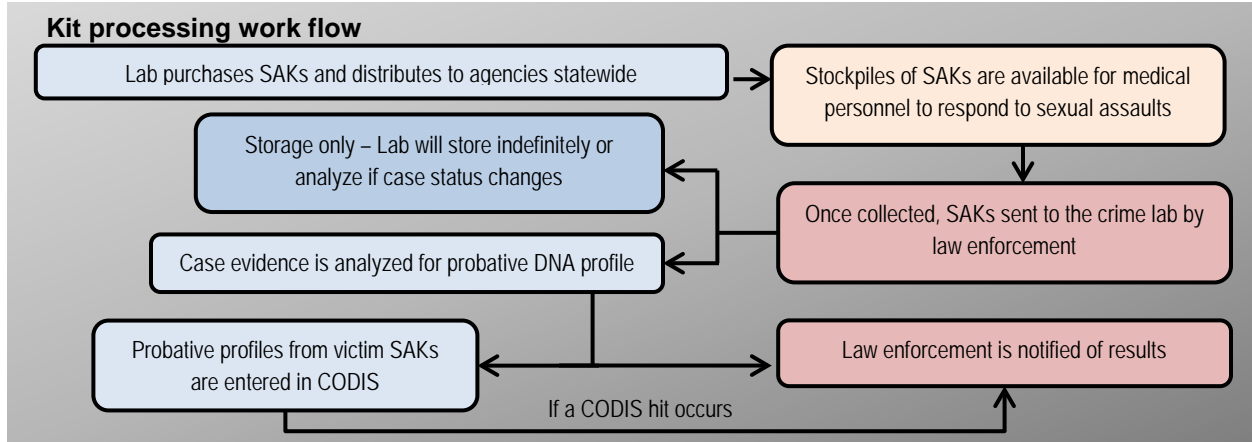 Kit processing work flow
Lab purchases SAKs and distributes to agencies statewide
Stockpiles of SAKs are available for medical
personnel to respond to sexual assaults
Storage only – Lab will store indefinitely or
analyze if case status changes
Once collected, SAKs sent to the crime lab by
law enforcement
Case evidence is analyzed for probative DNA profile
Probative profiles from victim SAKs
are entered in CODIS
Law enforcement is notified of results
If a CODIS hit occurs